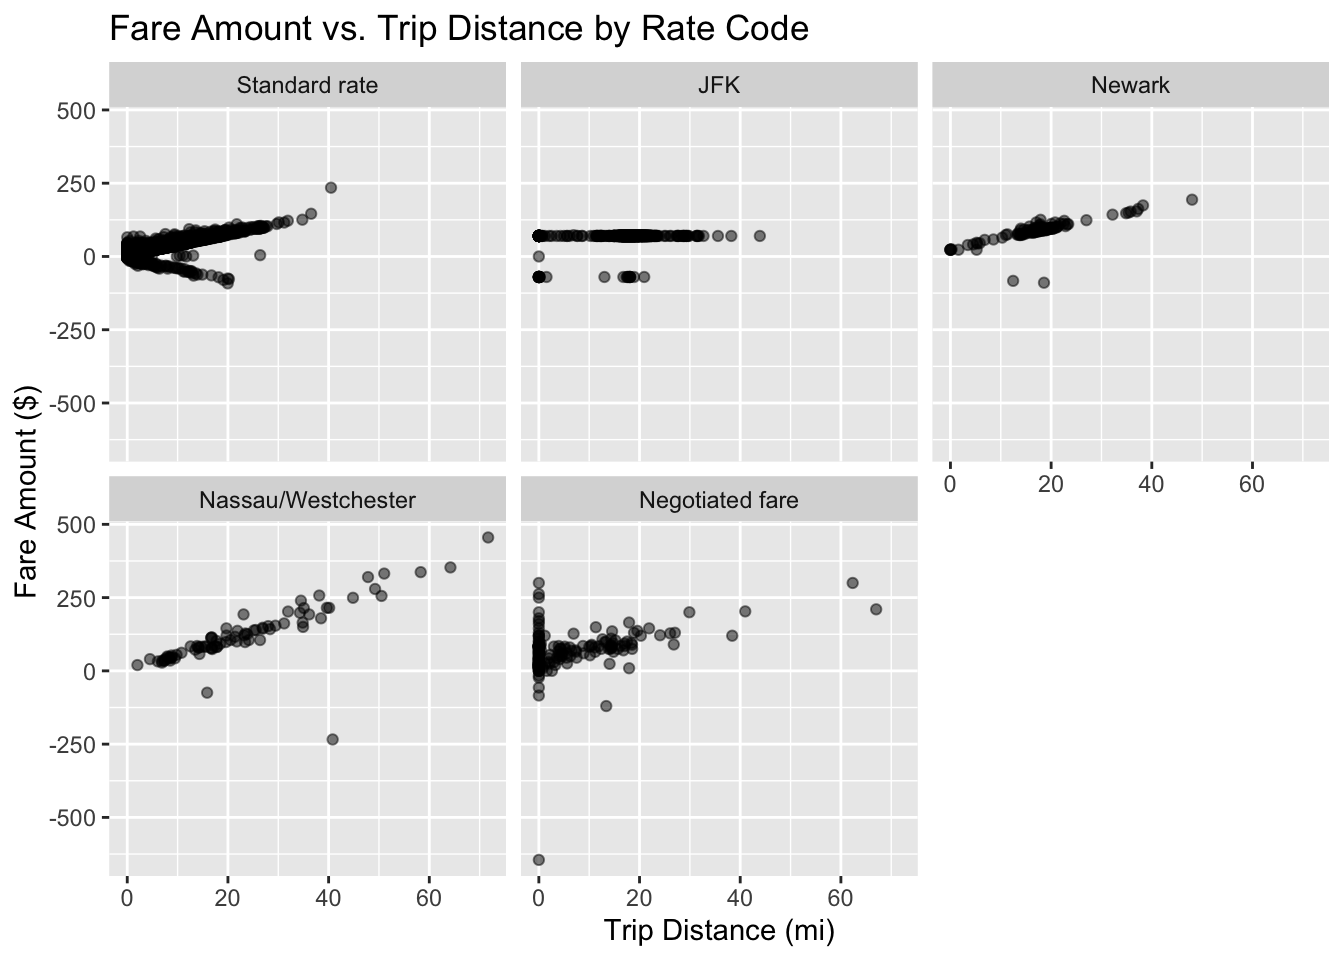 Fare Amount vs. Trip Distance by Rate Code
Standard rate
JFK
Newark
500
250
0
-250
-500
0
20
40
60
Fare Amount ($)
Nassau/Westchester
Negotiated fare
500
250
0
-250
-500
0
20
40
60
0
20
40
60
Trip Distance (mi)